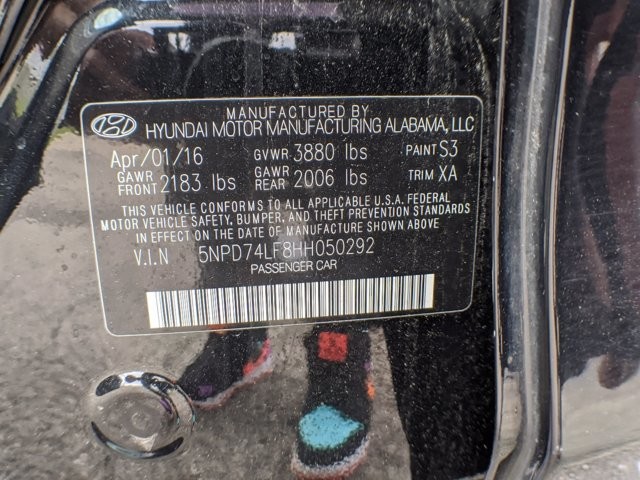 MANUFACTURED BY
HYUNDAI MOTOR MANUFACTURING ALABAMA, LLC
Apr/01/16 GVWR 3880 lbs PAINT S3
GAWR FRONT 2183 lbs GAWR REAR 2006 lbs TRIM XA
THIS VEHICLE CONFORMS TO ALL APPLICABLE U.S.A. FEDERAL
MOTOR VEHICLE SAFETY, BUMPER, AND THEFT PREVENTION STANDARDS
IN EFFECT ON THE DATE OF MANUFACTURE SHOWN ABOVE.
V.I.N 5NPD74LF8HH050292
PASSENGER CAR